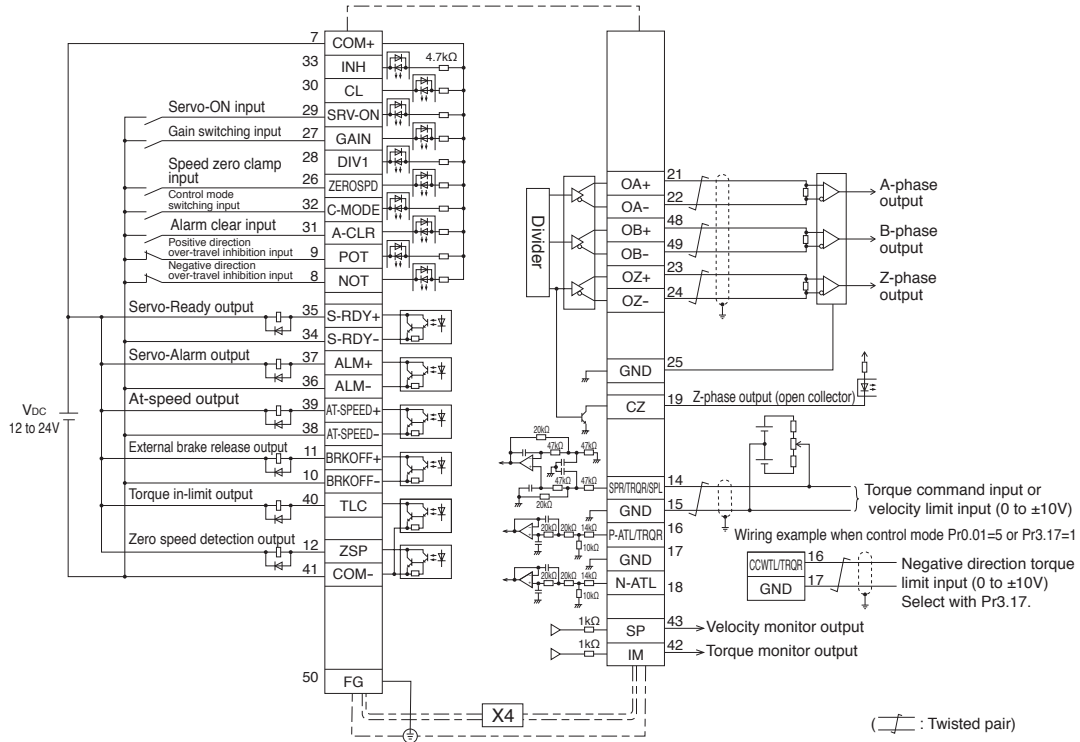 7 COM+
33 INH 4.7kΩ
30 CL
Servo-ON input 29 SRV-ON
Gain switching input 27 GAIN
28 DIV1
Speed zero clamp
input 26 ZEROSPD
Control mode
switching input 32 C-MODE
Alarm clear input 31 A-CLR
Positive direction
over-travel inhibition input 9 POT
Negative direction
over-travel inhibition input 8 NOT
Servo-Ready output 35 S-RDY+
34 S-RDY-
Servo-Alarm output 37 ALM+
36 ALM-
At-speed output 39 AT-SPEED+
38 AT-SPEED-
External brake release output 11 BRKOFF+
10 BRKOFF-
Torque in-limit output 40 TLC
Zero speed detection output 12 ZSP
41 COM-
VDC
12 to 24V
50 FG
X4
Divider
OA+ 21
OA- 22
A-phase
output
OB+ 48
OB- 49
B-phase
output
OZ+ 23
OZ- 24
Z-phase
output
GND 25
CZ 19 Z-phase output (open collector)
20kΩ
47kΩ 47kΩ
47kΩ 47kΩ
20kΩ
SPR/TRQR/SPL 14
GND 15
Torque command input or
velocity limit input (0 to ±10V)
20kΩ 20kΩ 14kΩ
10kΩ
P-ATL/TRQR 16
GND 17
Wiring example when control mode Pr0.01=5 or Pr3.17=1
20kΩ 20kΩ 14kΩ
10kΩ
N-ATL 18
CCWTL/TRQR 16
GND 17
Negative direction torque
limit input (0 to ±10V)
Select with Pr3.17.
1kΩ SP 43 Velocity monitor output
1kΩ IM 42 Torque monitor output
( : Twisted pair)